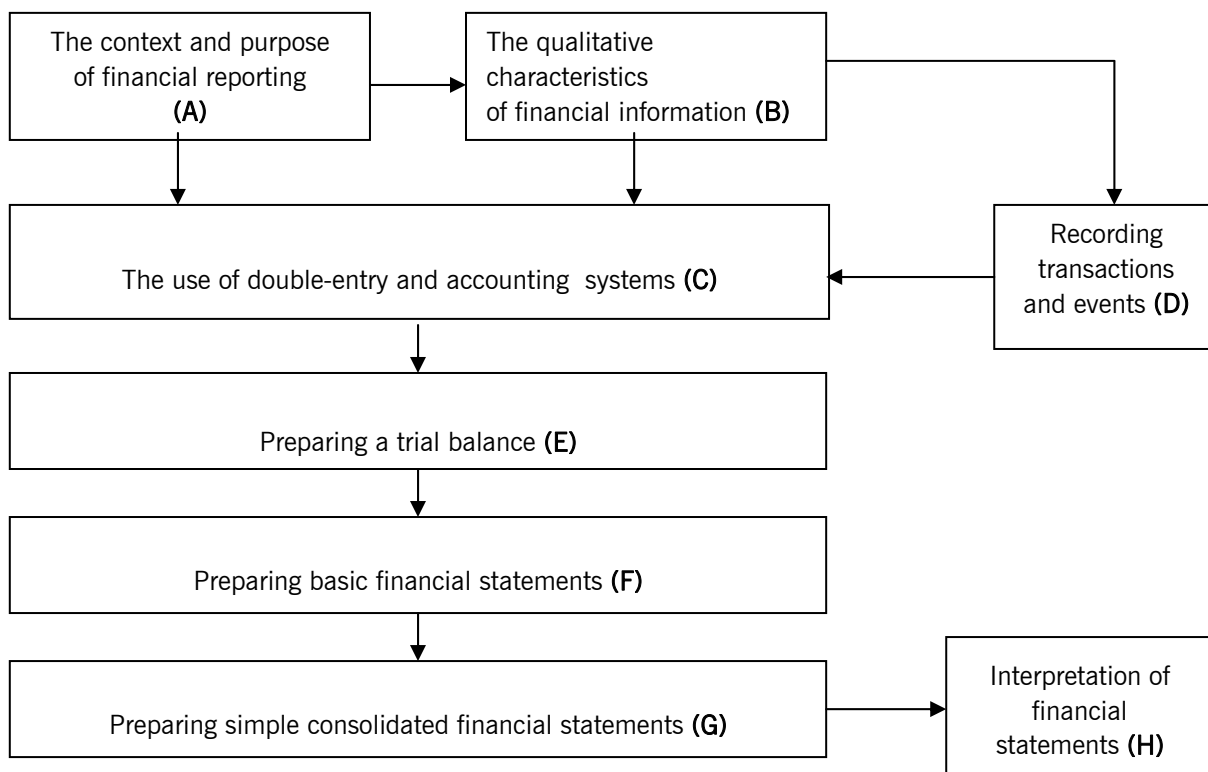 The context and purpose
of financial reporting
(A)
The qualitative
characteristics
of financial information (B)
The use of double-entry and accounting systems (C)
Recording
transactions
and events (D)
Preparing a trial balance (E)
Preparing basic financial statements (F)
Preparing simple consolidated financial statements (G)
Interpretation of
financial
statements (H)